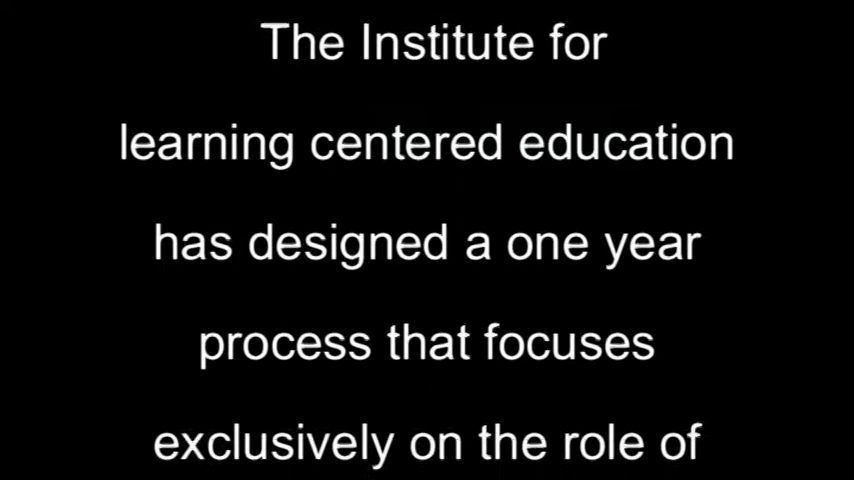 The Institute for
learning centered education
has designed a one year
process that focuses
exclusively on the role of